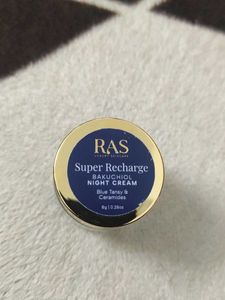 RAS
LUXURY SKINCARE
Super Recharge
BAKUCHIOL
NIGHT CREAM
Blue Tansy &
Ceramides
8g | 0.28oz